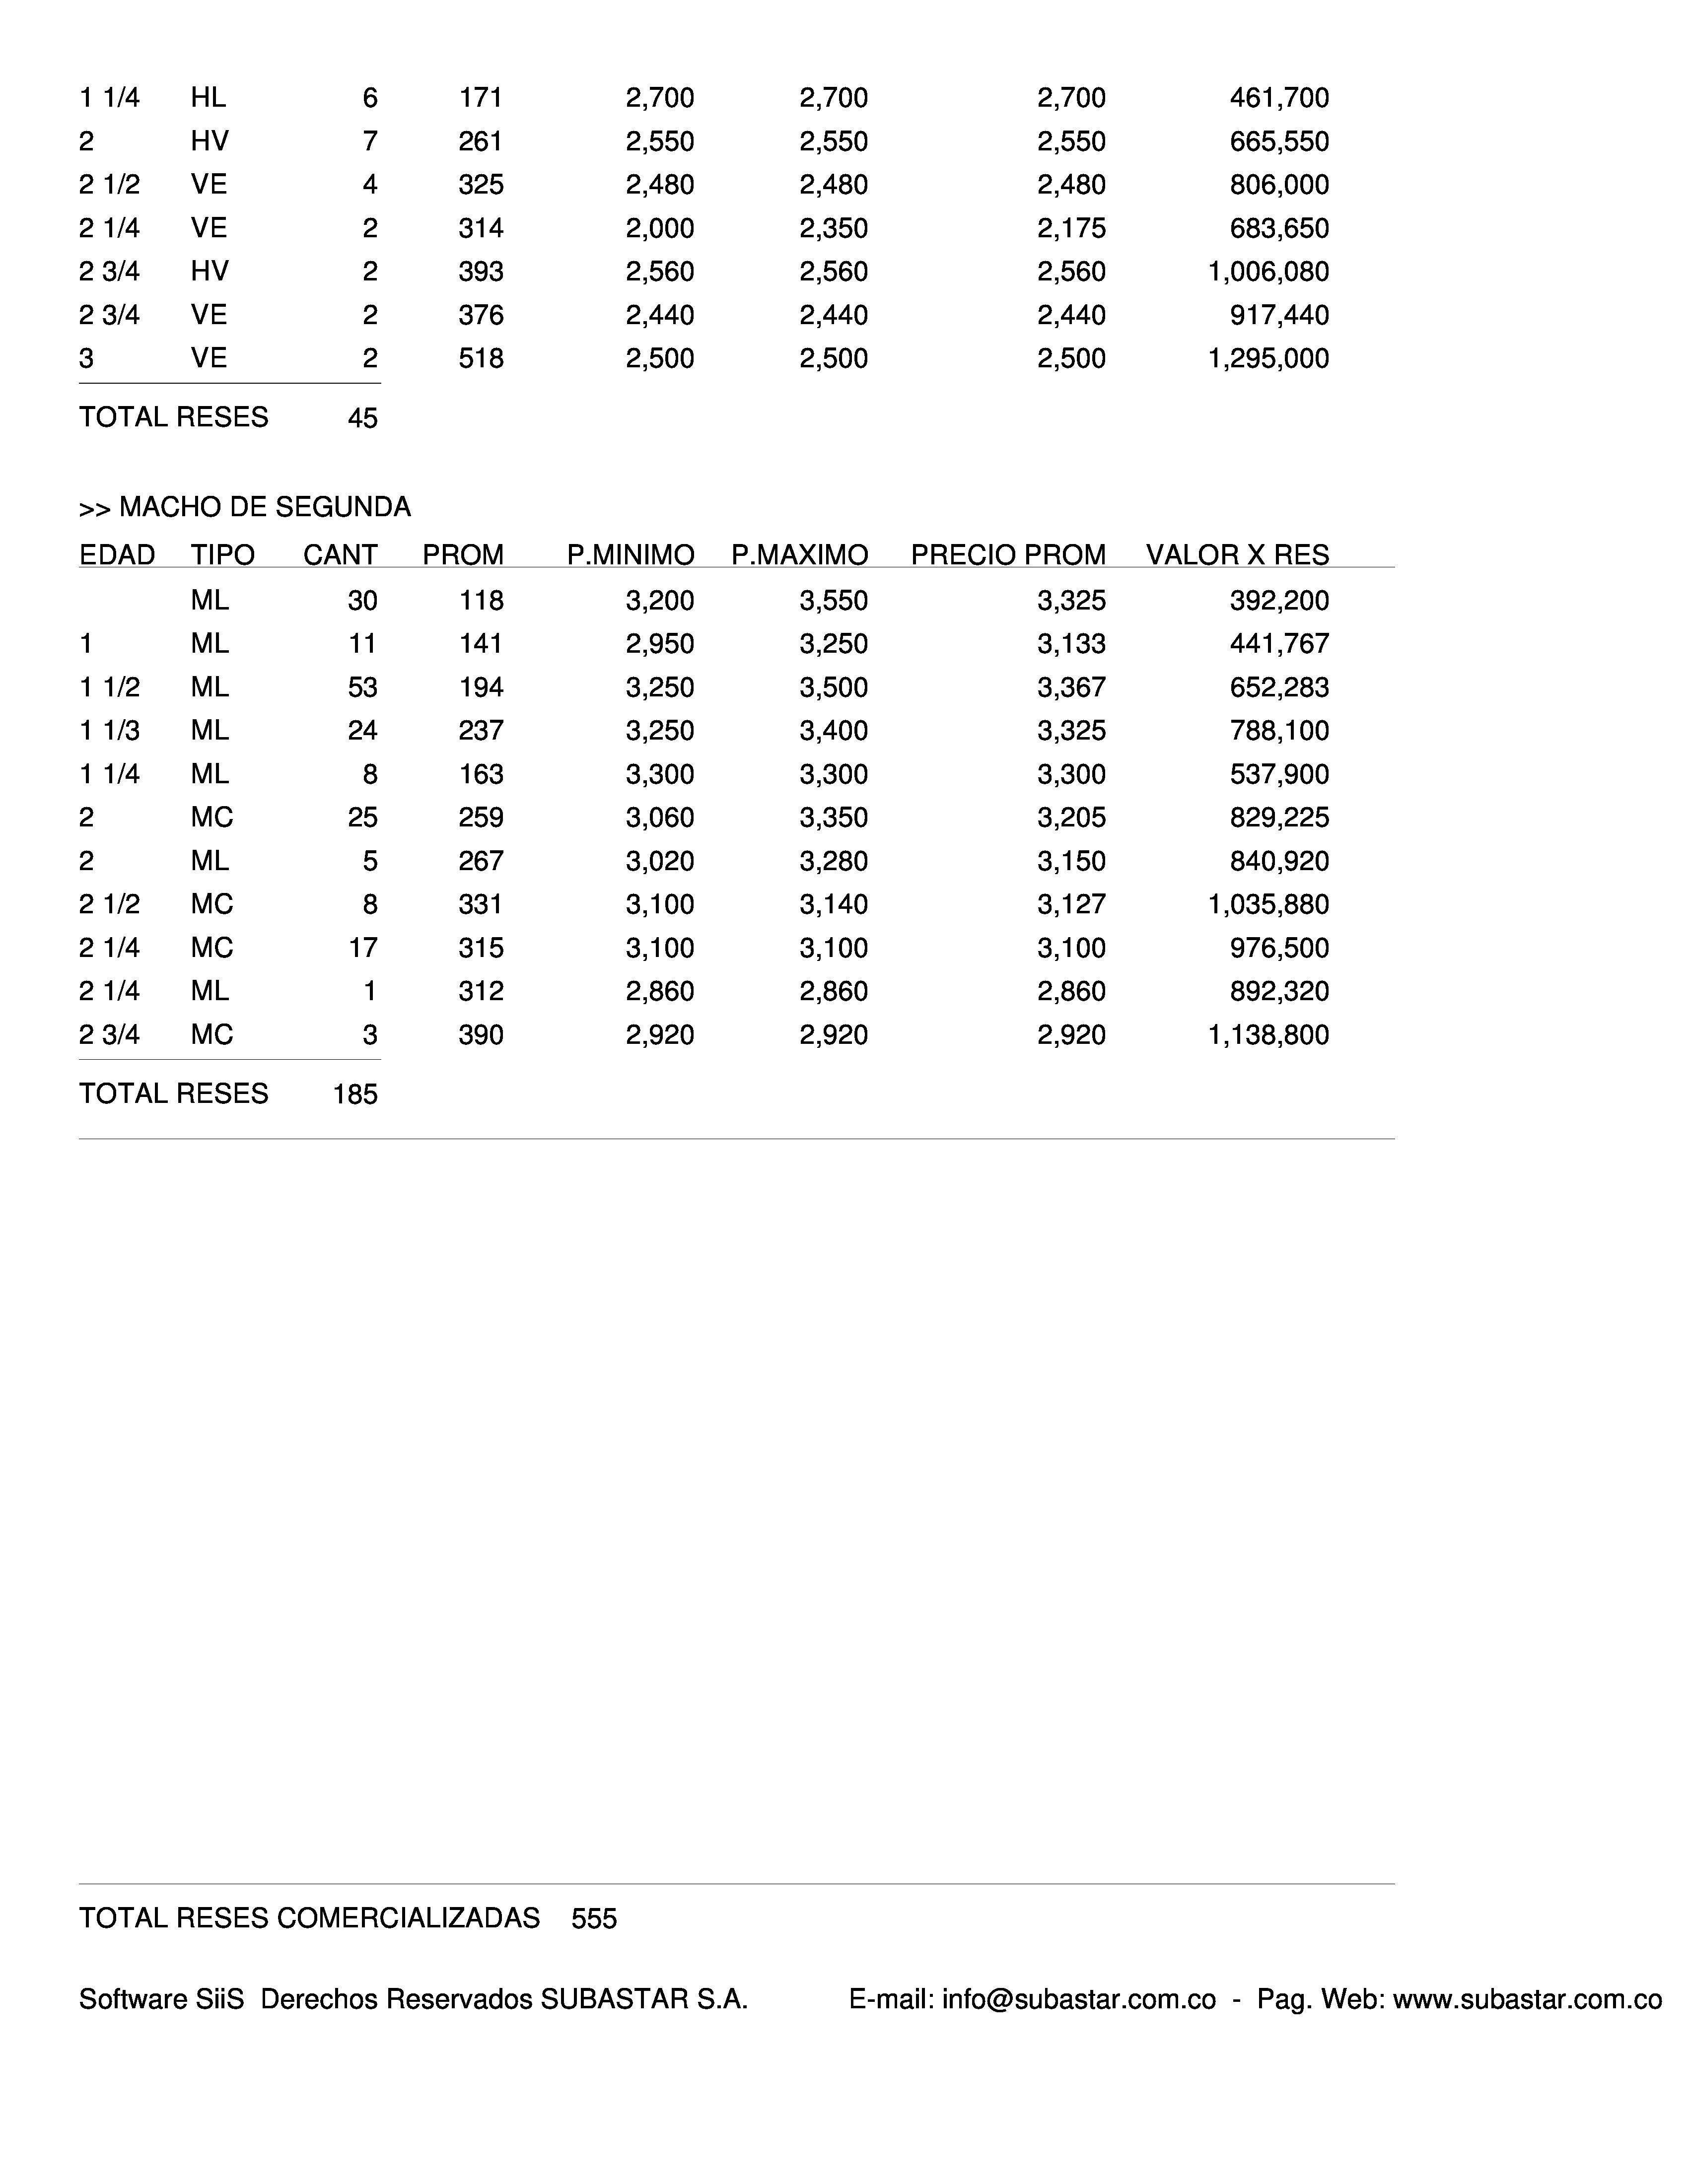 1 1/4 HL 6 171 2,700 2,700 2,700 461,700
2 HV 7 261 2,550 2,550 2,550 665,550
2 1/2 VE 4 325 2,480 2,480 2,480 806,000
2 1/4 VE 2 314 2,000 2,350 2,175 683,650
2 3/4 HV 2 393 2,560 2,560 2,560 1,006,080
2 3/4 VE 2 376 2,440 2,440 2,440 917,440
3 VE 2 518 2,500 2,500 2,500 1,295,000
TOTAL RESES 45
>> MACHO DE SEGUNDA
EDAD TIPO CANT PROM P.MINIMO P.MAXIMO PRECIO PROM VALOR X RES
ML 30 118 3,200 3,550 3,325 392,200
1 ML 11 141 2,950 3,250 3,133 441,767
1 1/2 ML 53 194 3,250 3,500 3,367 652,283
1 1/3 ML 24 237 3,250 3,400 3,325 788,100
1 1/4 ML 8 163 3,300 3,300 3,300 537,900
2 MC 25 259 3,060 3,350 3,205 829,225
2 ML 5 267 3,020 3,280 3,150 840,920
2 1/2 MC 8 331 3,100 3,140 3,127 1,035,880
2 1/4 MC 17 315 3,100 3,100 3,100 976,500
2 1/4 ML 1 312 2,860 2,860 2,860 892,320
2 3/4 MC 3 390 2,920 2,920 2,920 1,138,800
TOTAL RESES 185
TOTAL RESES COMERCIALIZADAS 555
Software SiiS Derechos Reservados SUBASTAR S.A. E-mail: info@subastar.com.co - Pag. Web: www.subastar.com.co